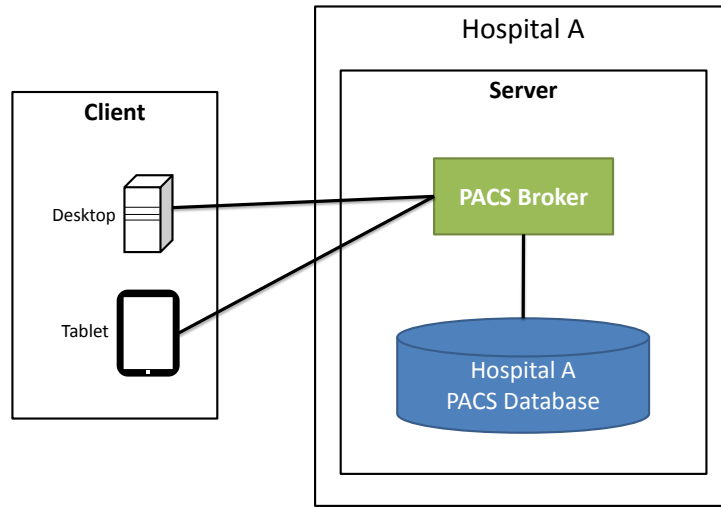 Hospital A
Server
Client
PACS Broker
Desktop
Tablet
Hospital A
PACS Database